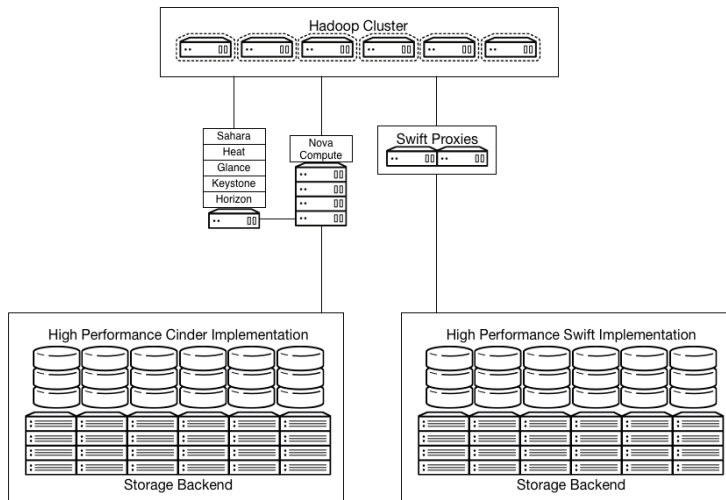 Hadoop Cluster
Sahara
Heat
Glance
Keystone
Horizon
Nova
Compute
Swift Proxies
High Performance Cinder Implementation
Storage Backend
High Performance Swift Implementation
Storage Backend